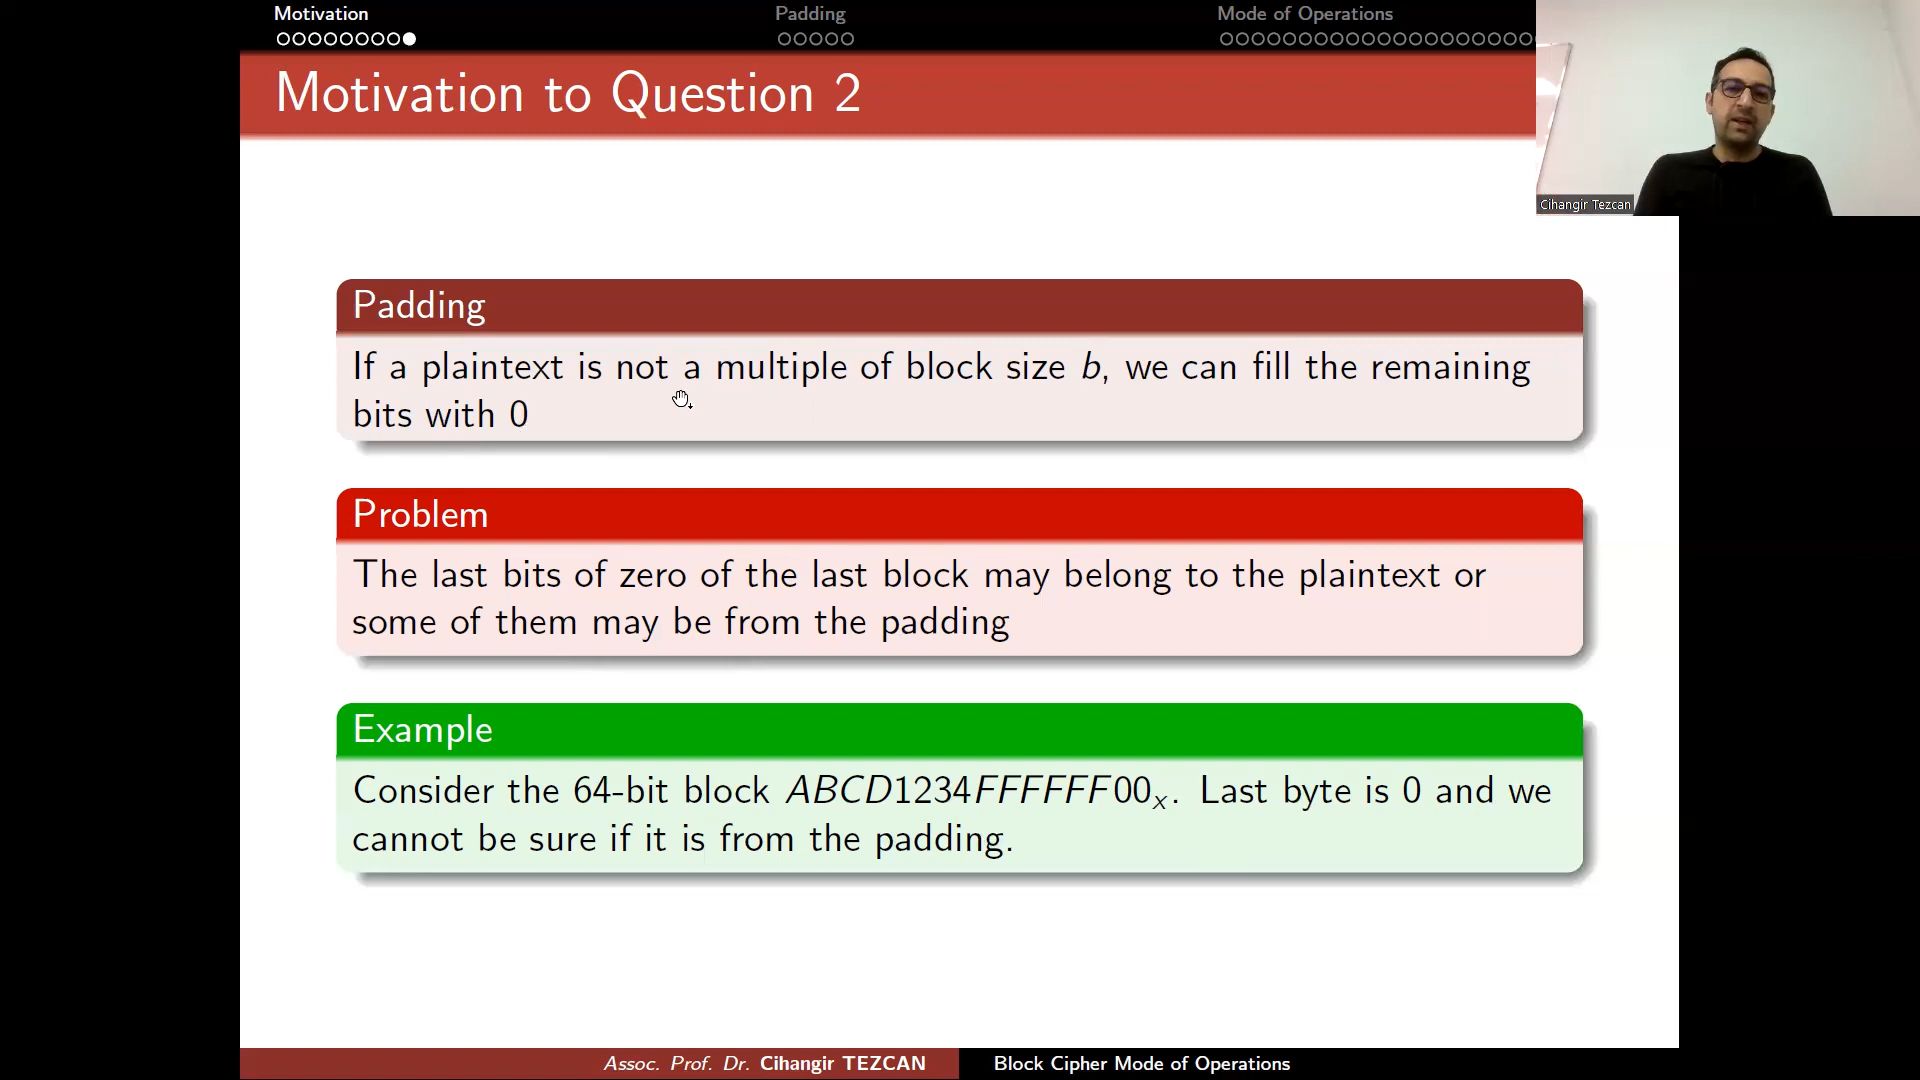 Motivation
Padding
Mode of Operations
Motivation to Question 2
Cihangir Tezcan
Padding
If a plaintext is not a multiple of block size b, we can fill the remaining
bits with 0
Problem
The last bits of zero of the last block may belong to the plaintext or
some of them may be from the padding
Example
Consider the 64-bit block ABCD1234FFFFFF00x. Last byte is 0 and we
cannot be sure if it is from the padding.
Assoc. Prof. Dr. Cihangir TEZCAN
Block Cipher Mode of Operations